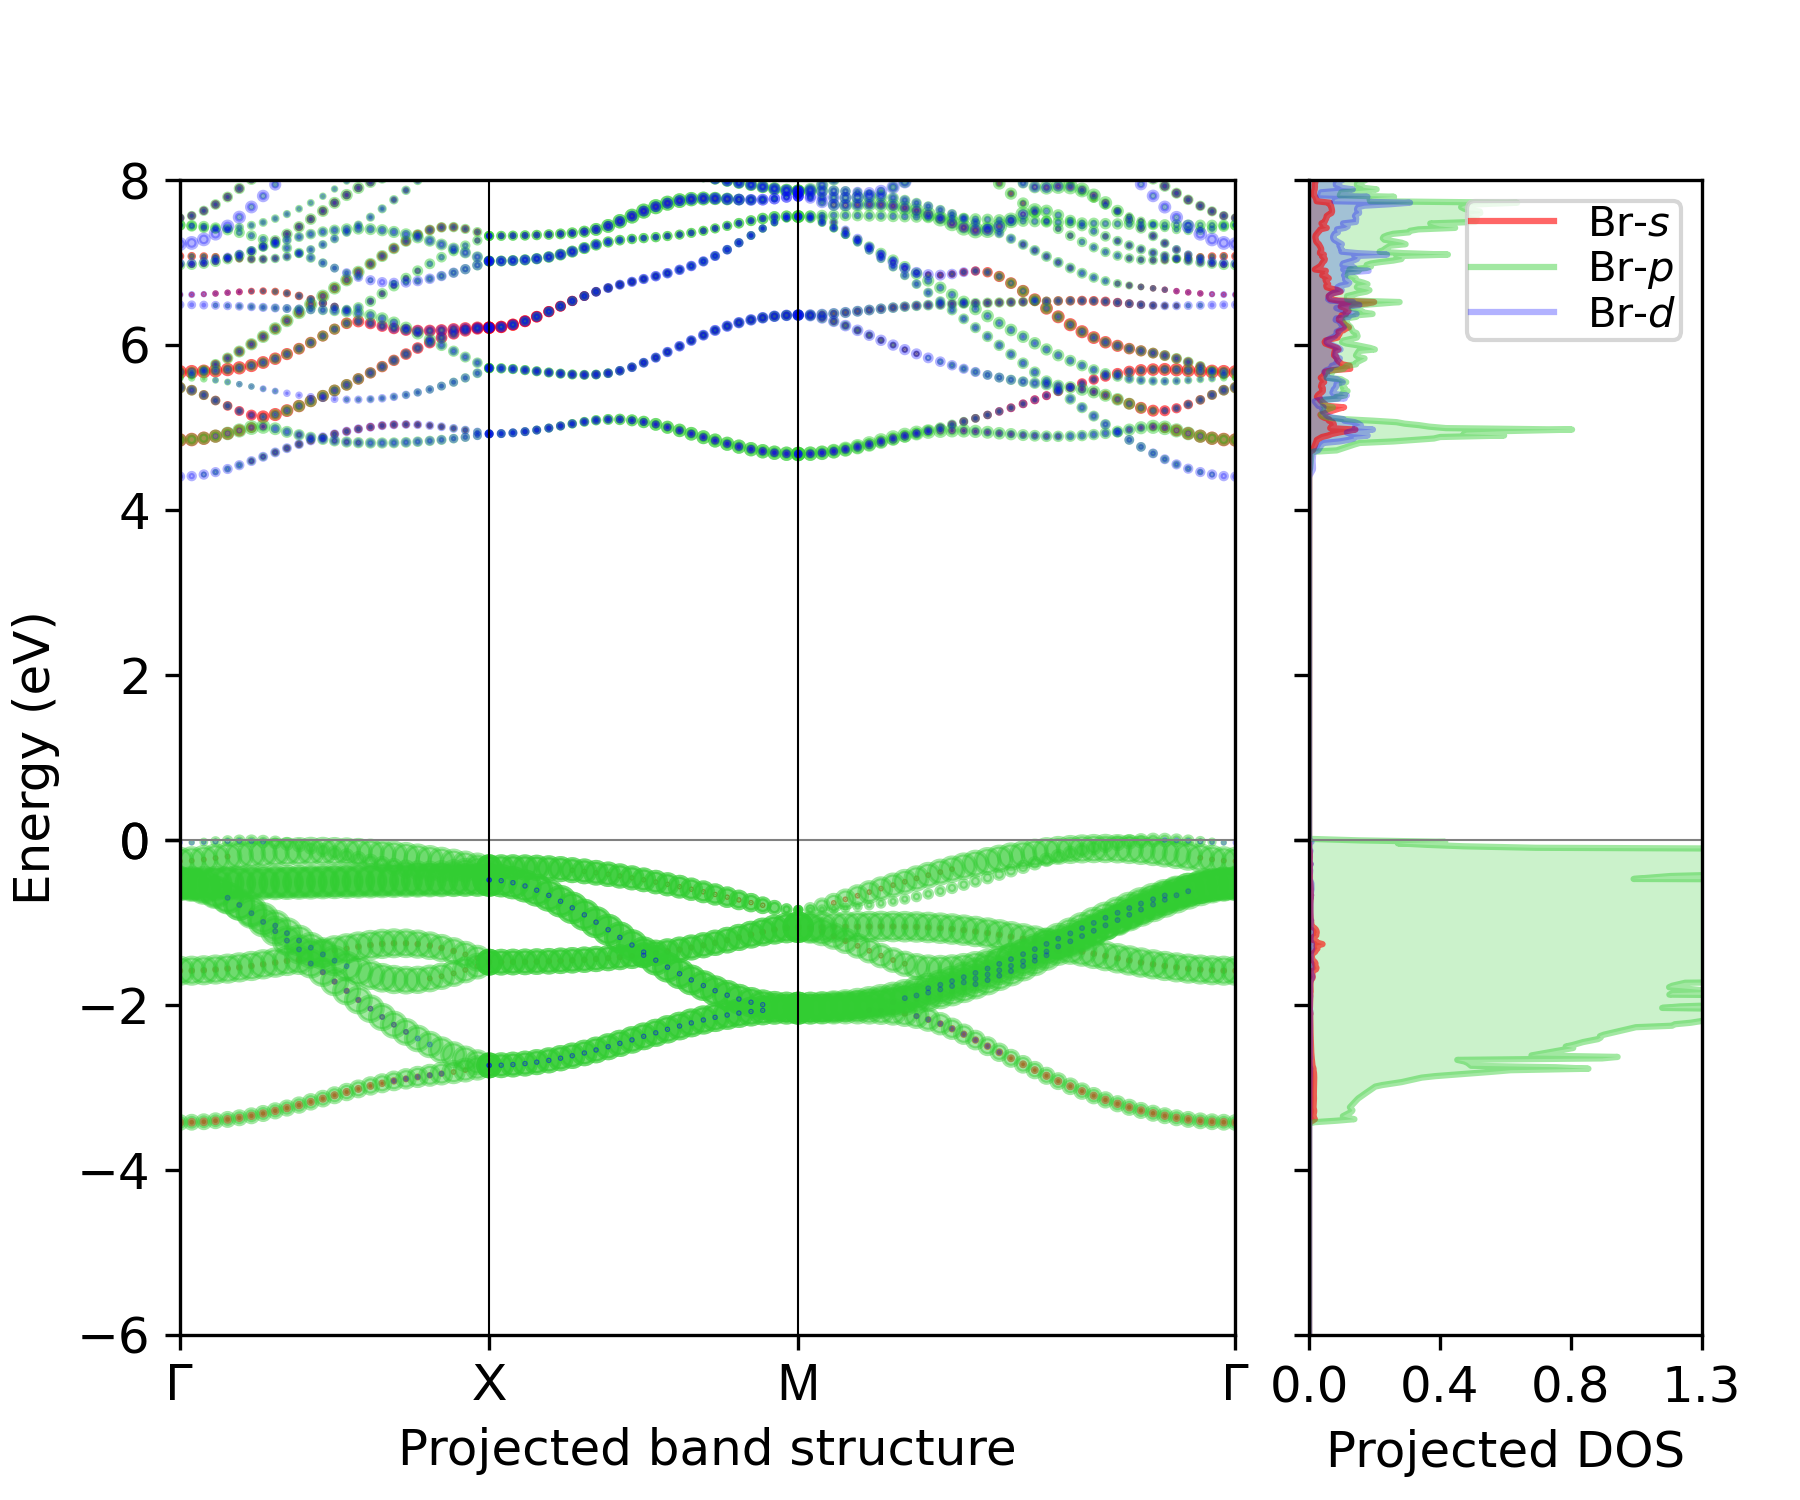 8
6
4
2
0
−2
−4
−6
Energy (eV)
Γ X M Γ
Projected band structure
Br-s
Br-p
Br-d
0.0 0.4 0.8 1.3
Projected DOS